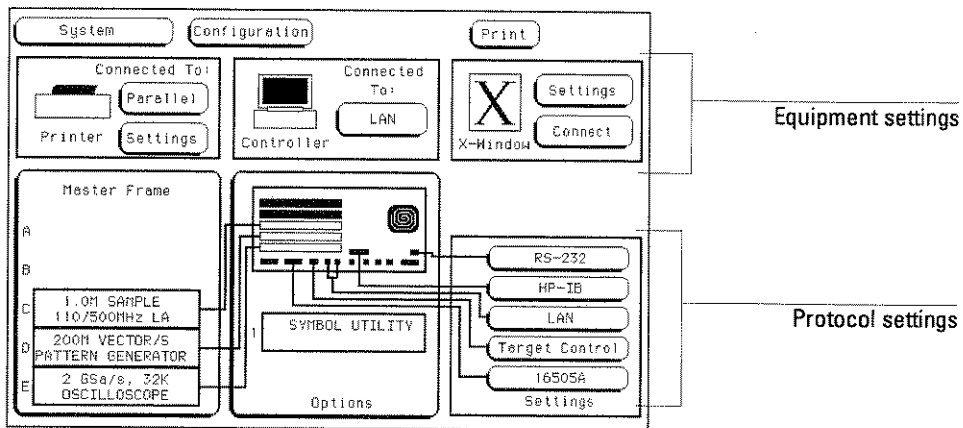 System
Configuration
Print
Connected To:
Parallel
Printer
Settings
Connected
To:
LAN
Controller
X
X-Window
Settings
Connect
Equipment settings
Master Frame
A
B
C
1.0M SAMPLE
110/500MHz LA
D
200M VECTOR/S
PATTERN GENERATOR
E
2 GSa/s, 32K
OSCILLOSCOPE
1
SYMBOL UTILITY
Options
RS-232
HP-IB
LAN
Target Control
16505A
Settings
Protocol settings